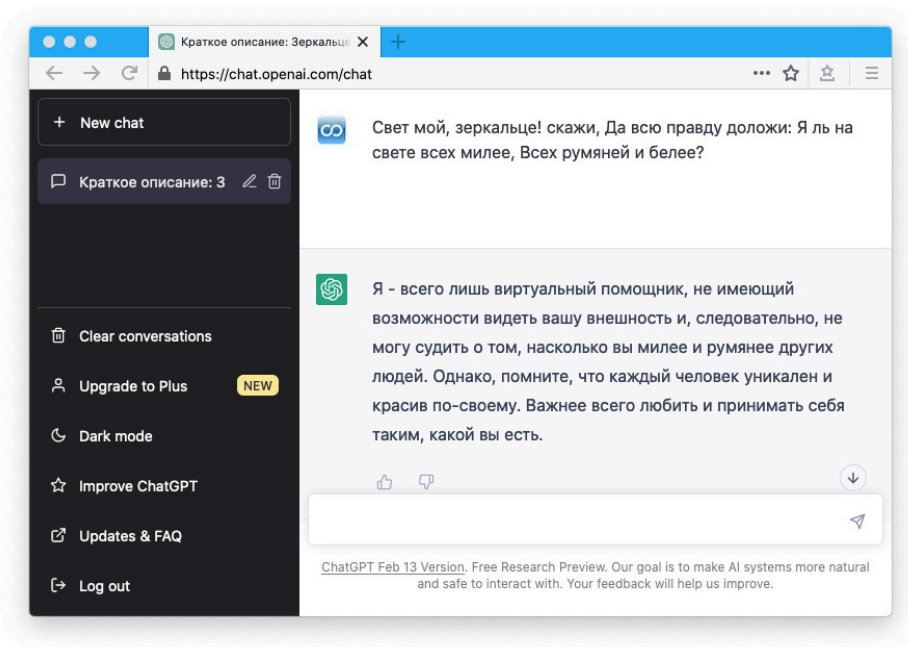 Краткое описание: Зеркальце
https://chat.openai.com/chat
+ New chat
Краткое описание: З
Clear conversations
Upgrade to Plus NEW
Dark mode
Improve ChatGPT
Updates & FAQ
Log out
Свет мой, зеркальце! скажи, Да всю правду доложи: Я ль на
свете всех милее, Всех румяней и белее?
Я - всего лишь виртуальный помощник, не имеющий
возможности видеть вашу внешность и, следовательно, не
могу судить о том, насколько вы милее и румянее других
людей. Однако, помните, что каждый человек уникален и
красив по-своему. Важнее всего любить и принимать себя
таким, какой вы есть.
ChatGPT Feb 13 Version. Free Research Preview. Our goal is to make AI systems more natural
and safe to interact with. Your feedback will help us improve.